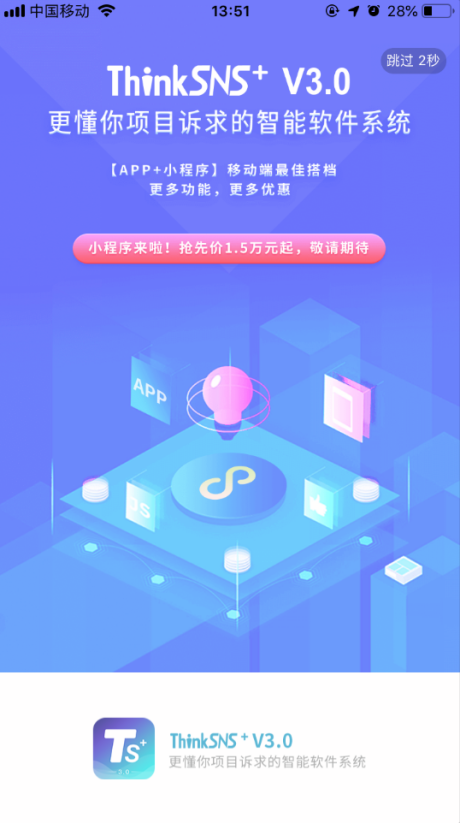 中国移动
13:51
28%
跳过 2秒
ThinkSNS+ V3.0
更懂你项目诉求的智能软件系统
【APP+小程序】移动端最佳搭档
更多功能，更多优惠
小程序来啦！抢先价1.5万元起，敬请期待
APP
OS
TS+
3.0
ThinkSNS+ V3.0
更懂你项目诉求的智能软件系统